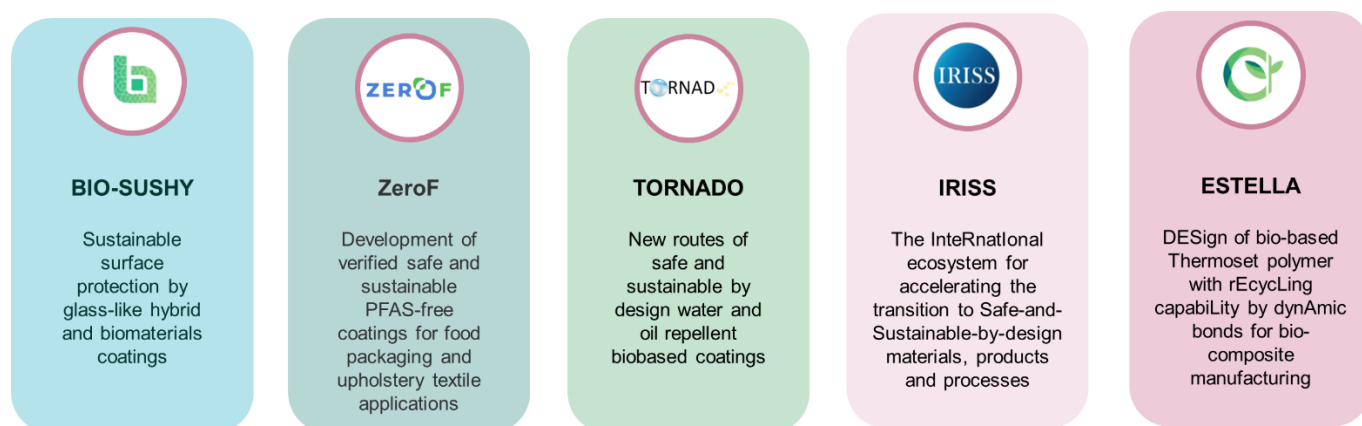 ZEROF
TORNAD
IRISS
BIO-SUSHY
Sustainable
surface
protection by
glass-like hybrid
and biomaterials
coatings
ZeroF
Development of
verified safe and
sustainable
PFAS-free
coatings for food
packaging and
upholstery textile
applications
TORNADO
New routes of
safe and
sustainable by
design water and
oil repellent
biobased coatings
IRISS
The InteRnatIonal
ecosystem for
accelerating the
transition to Safe-and-
Sustainable-by-design
materials, products
and processes
ESTELLA
DESign of bio-based
Thermoset polymer
with rEcycLing
capabiLity by dynAmic
bonds for bio-
composite
manufacturing